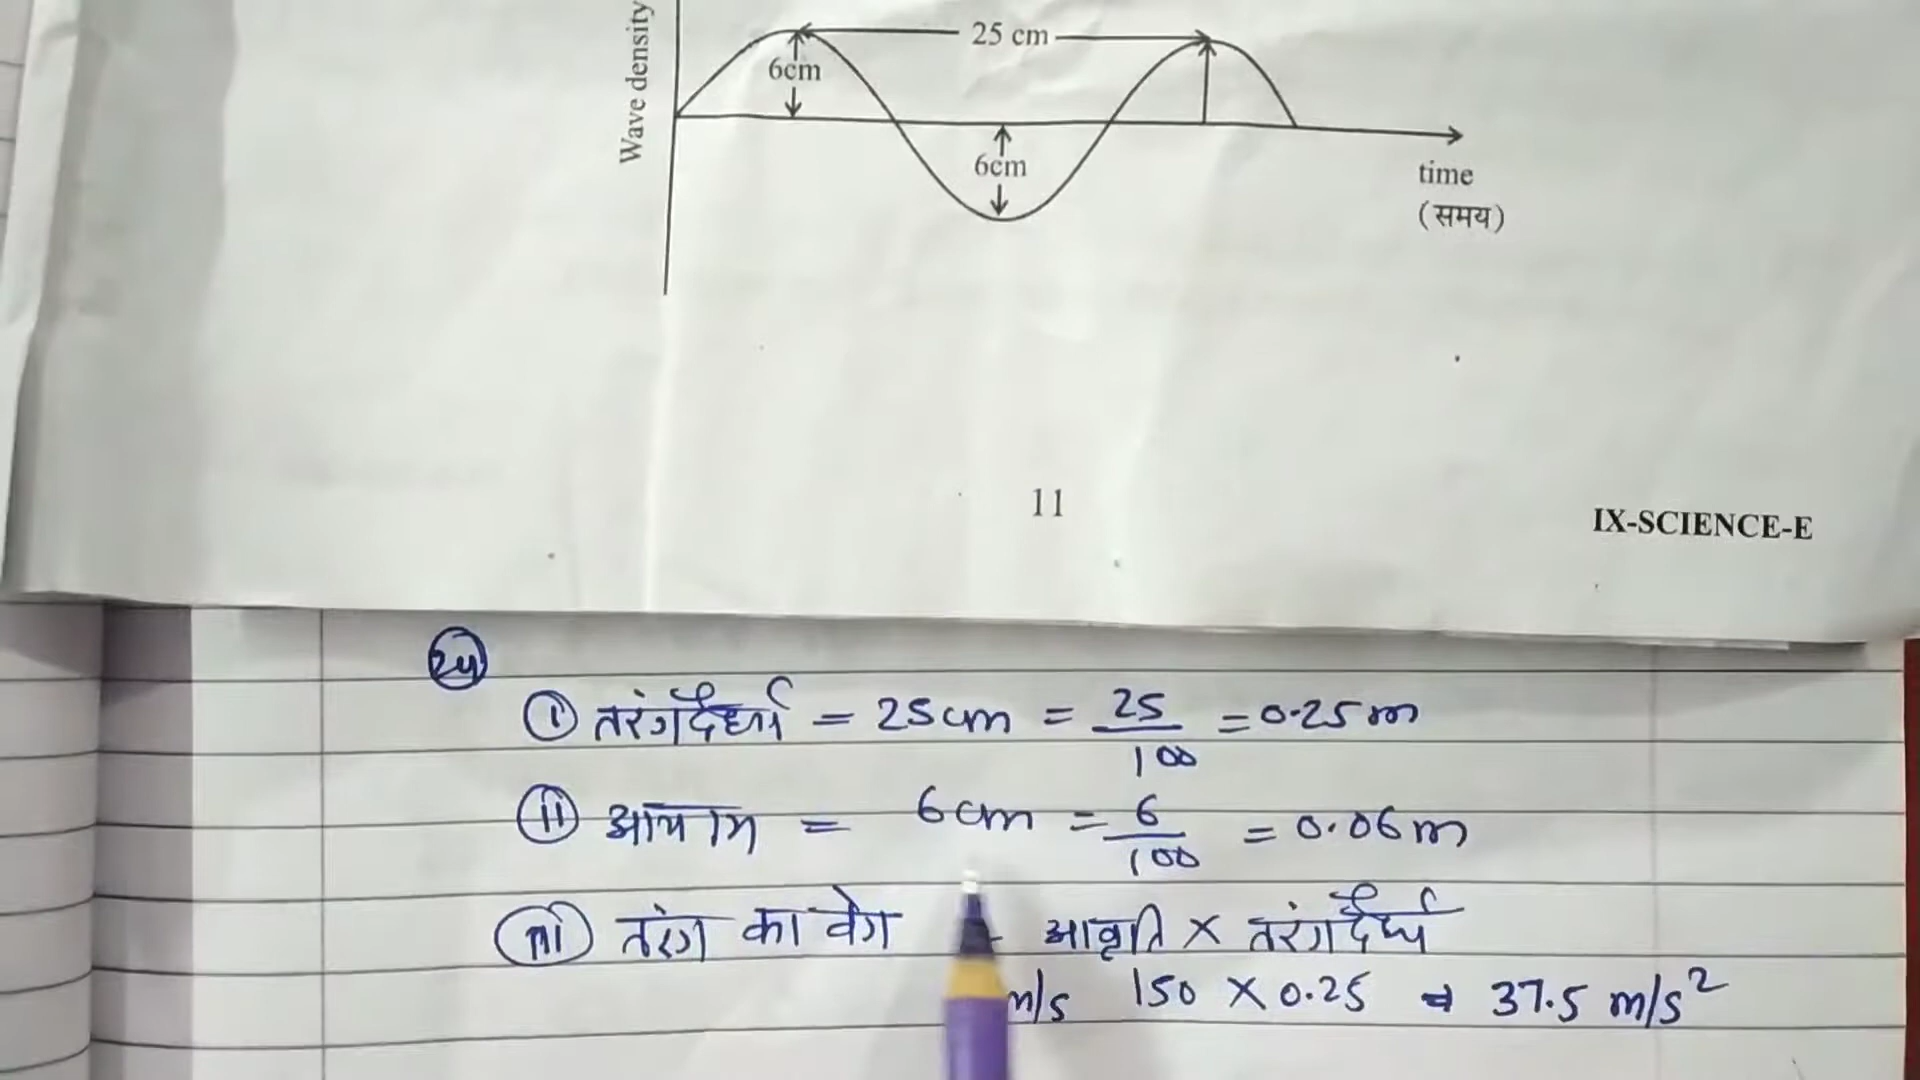 Wave density
25 cm
6cm
6cm
time
(समय)
11
IX-SCIENCE-E
24
(i) तरंगदैर्ध्य = 25cm = 25/100 = 0.25m
(ii) आयाम = 6cm = 6/100 = 0.06m
(iii) तरंग का वेग आवृति × तरंगदैर्ध्य
m/s 150 × 0.25 = 37.5 m/s²